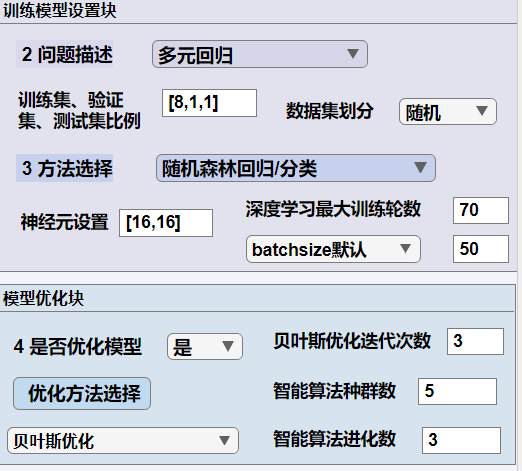 训练模型设置块
2 问题描述
多元回归
训练集、验证
集、测试集比例
[8,1,1]
数据集划分
随机
3 方法选择
随机森林回归/分类
神经元设置
[16,16]
深度学习最大训练轮数
70
batchsize默认
50
模型优化块
4 是否优化模型
是
贝叶斯优化迭代次数
3
优化方法选择
智能算法种群数
5
贝叶斯优化
智能算法进化数
3